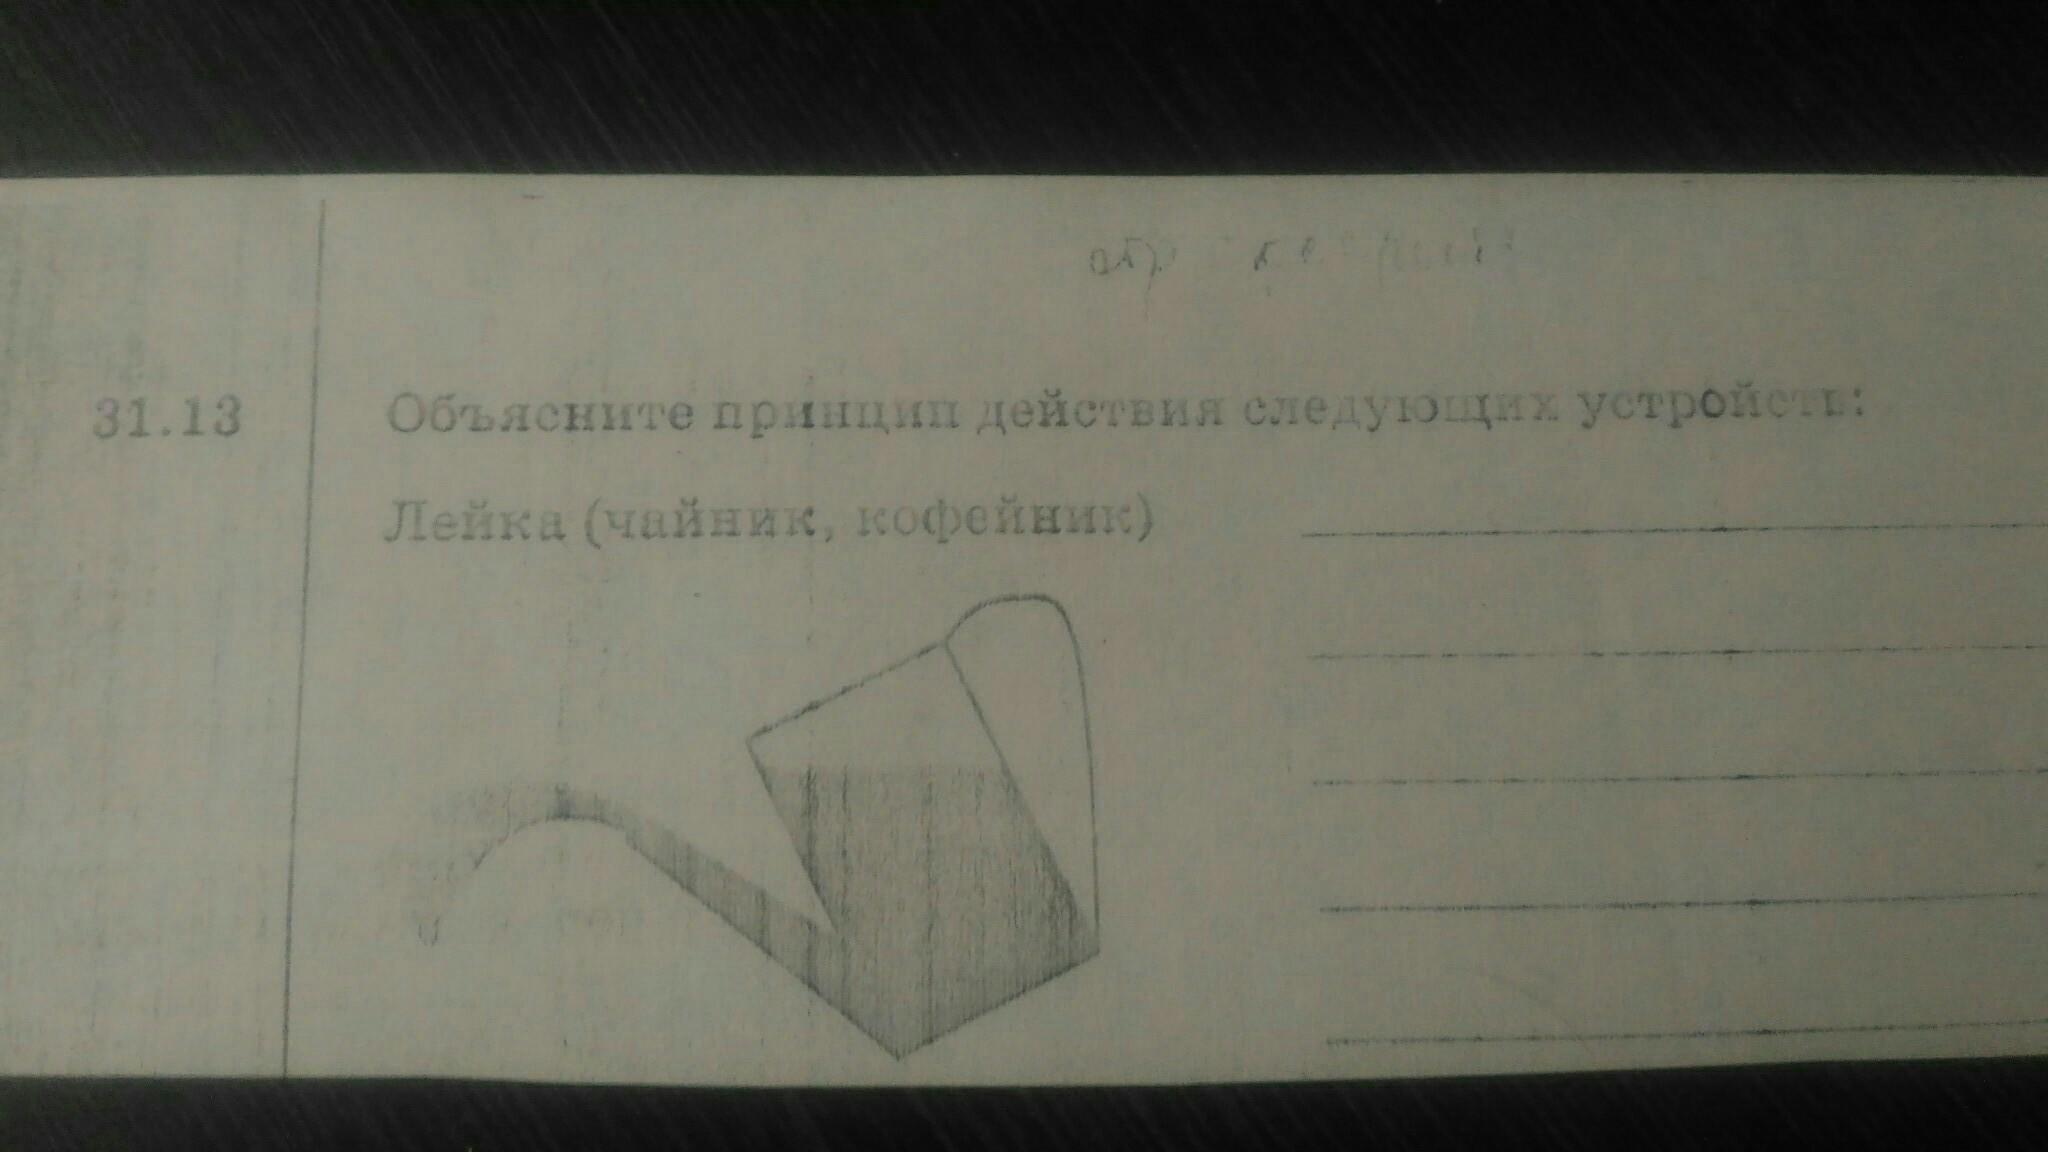 31.13 Объясните принцип действия следующих устройств:
Лейка (чайник, кофейник)